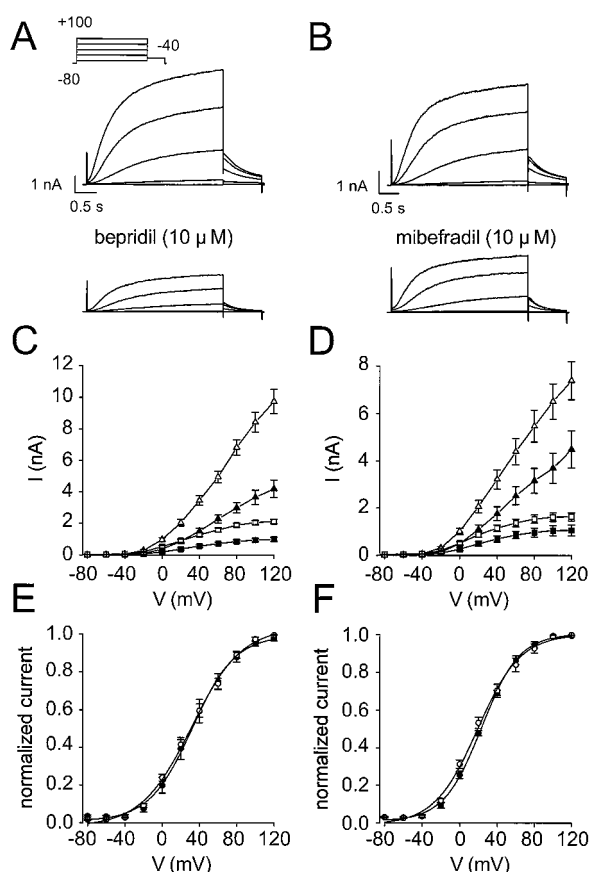 A
B
+100
-40
-80
1 nA
0.5 s
1 nA
0.5 s
bepridil (10 µM)
mibefradil (10 µM)
C
D
12
10
8
6
4
2
0
I (nA)
-80 -40 0 40 80 120
V (mV)
8
6
4
2
0
I (nA)
-80 -40 0 40 80 120
V (mV)
E
F
1.0
0.8
0.6
0.4
0.2
0.0
normalized current
-80 -40 0 40 80 120
V (mV)
1.0
0.8
0.6
0.4
0.2
0.0
normalized current
-80 -40 0 40 80 120
V (mV)